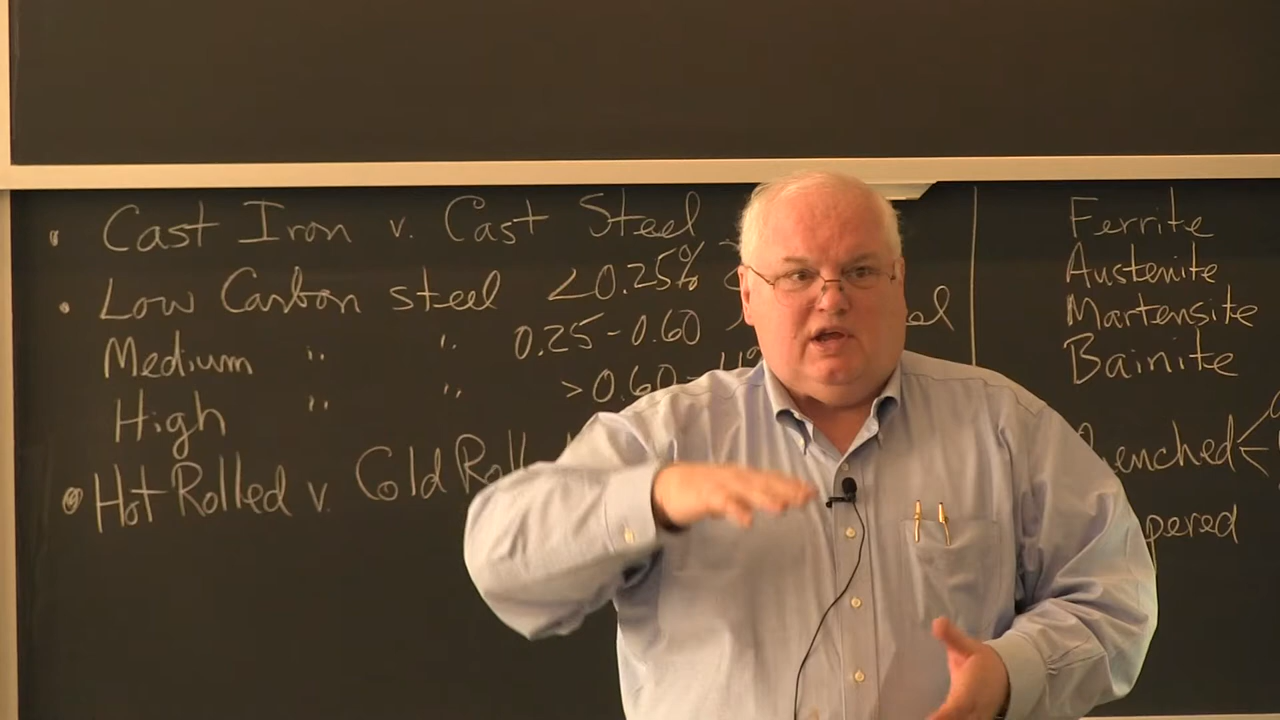 Cast Iron v. Cast Steel
Low Carbon steel <0.25%
Medium " " 0.25-0.60
High " " >0.60-
Hot Rolled v. Cold Roll
Ferrite
Austenite
Martensite
Bainite
enched
pered